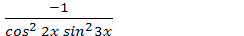 -1
cos² 2x sin² 3x